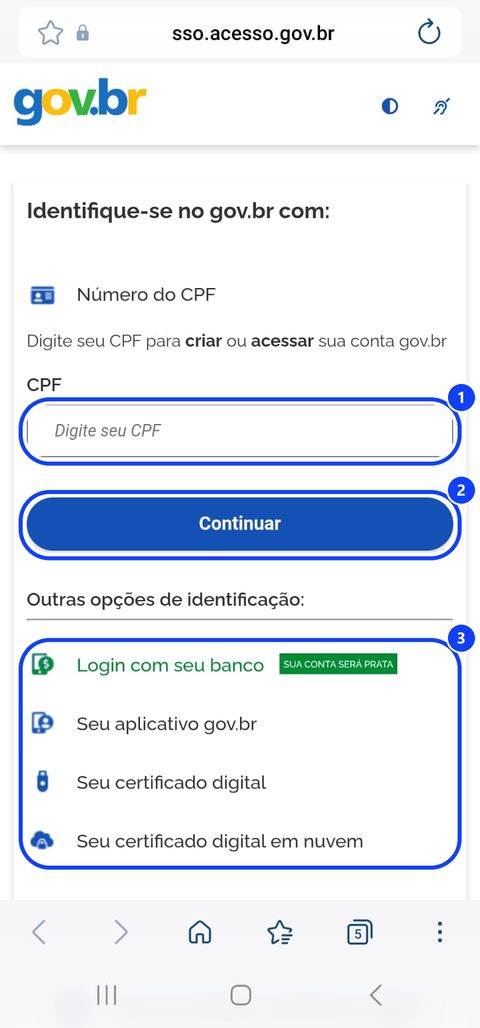 sso.acesso.gov.br
gov.br
Identifique-se no gov.br com:
Número do CPF
Digite seu CPF para criar ou acessar sua conta gov.br
CPF
1
Digite seu CPF
2
Continuar
Outras opções de identificação:
3
Login com seu banco SUA CONTA SERÁ PRATA
Seu aplicativo gov.br
Seu certificado digital
Seu certificado digital em nuvem
5